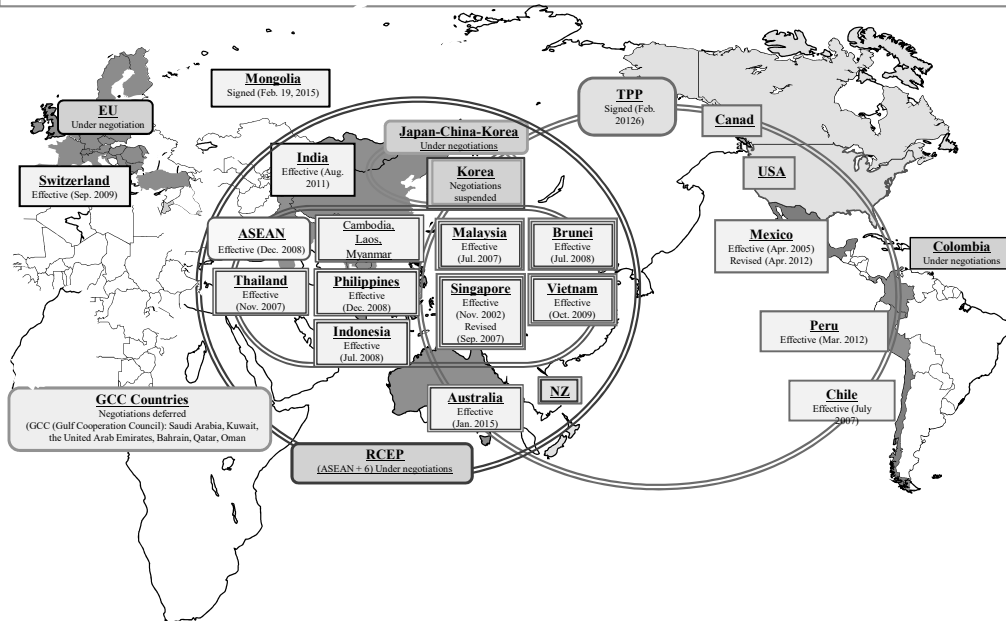 Mongolia
Signed (Feb. 19, 2015)
EU
Under negotiation
Switzerland
Effective (Sep. 2009)
India
Effective (Aug.
2011)
Japan-China-Korea
Under negotiations
Korea
Negotiations
suspended
TPP
Signed (Feb.
20126)
Canad
USA
Mexico
Effective (Apr. 2005)
Revised (Apr. 2012)
Colombia
Under negotiations
Peru
Effective (Mar. 2012)
Chile
Effective (July
2007)
ASEAN
Effective (Dec. 2008)
Cambodia,
Laos,
Myanmar
Malaysia
Effective
(Jul. 2007)
Brunei
Effective
(Jul. 2008)
Thailand
Effective
(Nov. 2007)
Philippines
Effective
(Dec. 2008)
Singapore
Effective
(Nov. 2002)
Revised
(Sep. 2007)
Vietnam
Effective
(Oct. 2009)
Indonesia
Effective
(Jul. 2008)
Australia
Effective
(Jan. 2015)
NZ
GCC Countries
Negotiations deferred
(GCC (Gulf Cooperation Council): Saudi Arabia, Kuwait,
the United Arab Emirates, Bahrain, Qatar, Oman
RCEP
(ASEAN + 6) Under negotiations